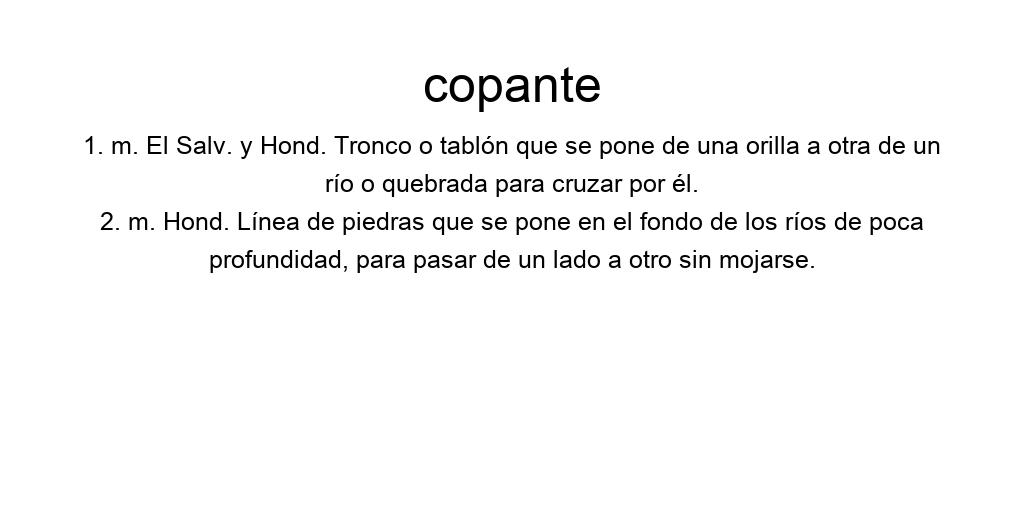 copante
1. m. El Salv. y Hond. Tronco o tablón que se pone de una orilla a otra de un
río o quebrada para cruzar por él.
2. m. Hond. Línea de piedras que se pone en el fondo de los ríos de poca
profundidad, para pasar de un lado a otro sin mojarse.